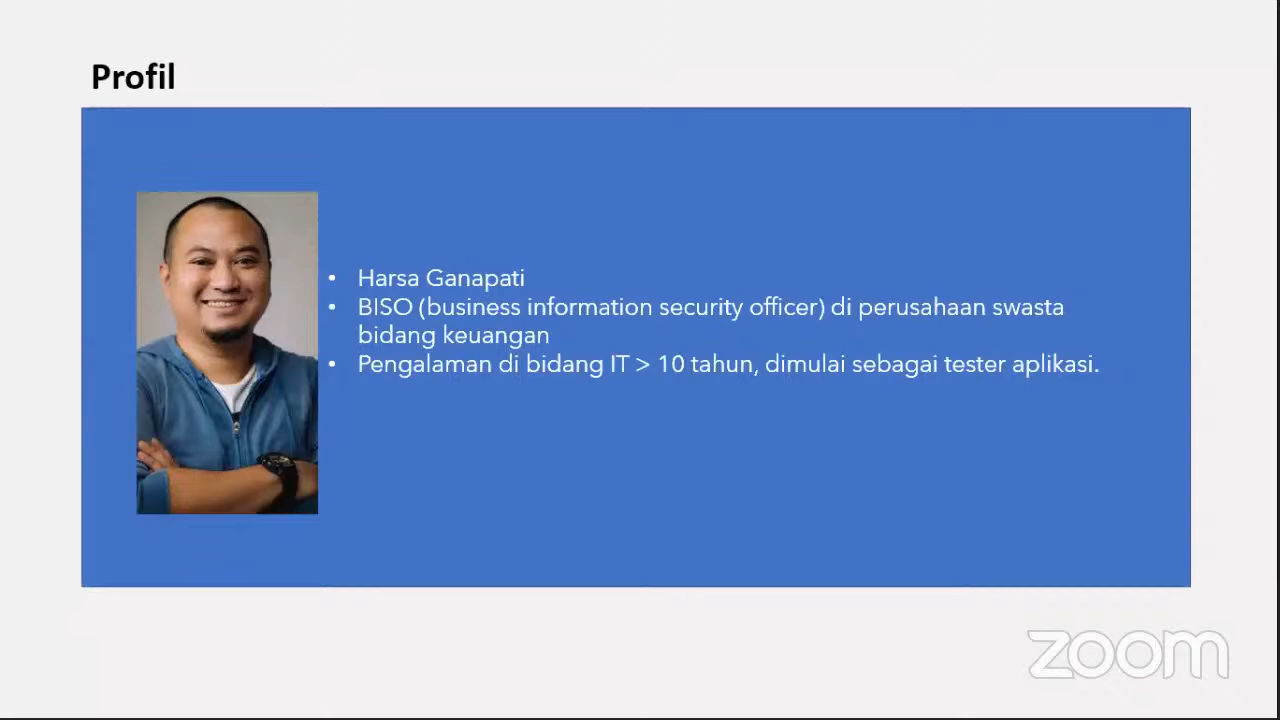 Profil
• Harsa Ganapati
• BISO (business information security officer) di perusahaan swasta
bidang keuangan
• Pengalaman di bidang IT > 10 tahun, dimulai sebagai tester aplikasi.
zoom